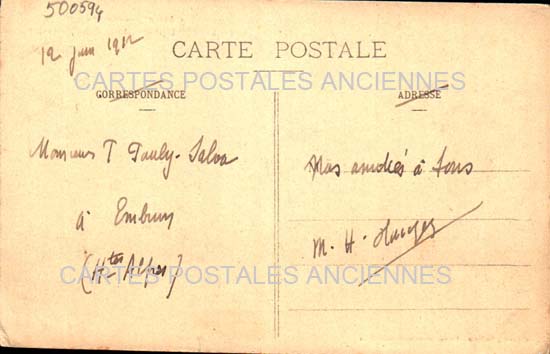 500594
12 juin 1912
CARTE POSTALE
CARTES POSTALES ANCIENNES
CORRESPONDANCE
ADRESSE
Monsieur T Pauly-Salva
à Embrun
(Htes Alpes)
Mes amitiés à tous
M. H.
CARTES POSTALES ANCIENNES